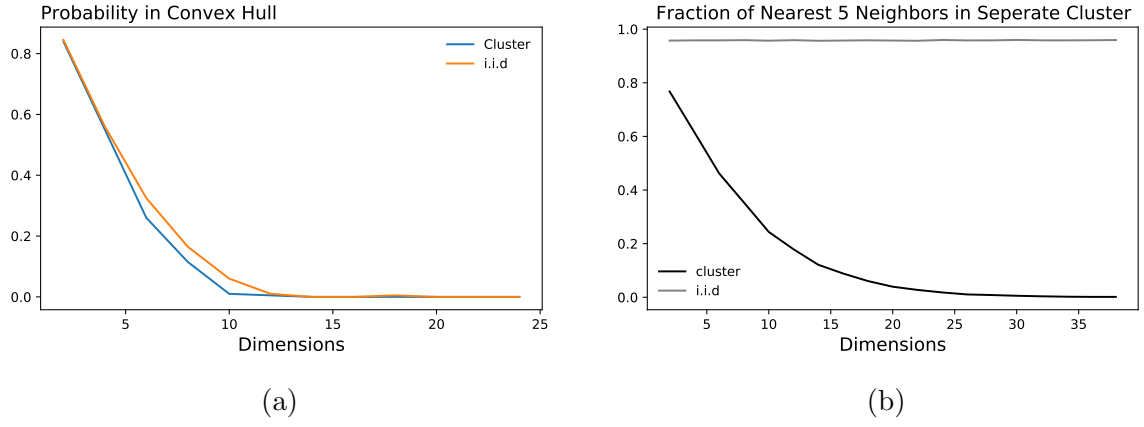 Probability in Convex Hull
0.8
0.6
0.4
0.2
0.0
Cluster
i.i.d
5 10 15 20 25
Dimensions
(a)
Fraction of Nearest 5 Neighbors in Seperate Cluster
1.0
0.8
0.6
0.4
0.2
0.0
cluster
i.i.d
5 10 15 20 25 30 35
Dimensions
(b)